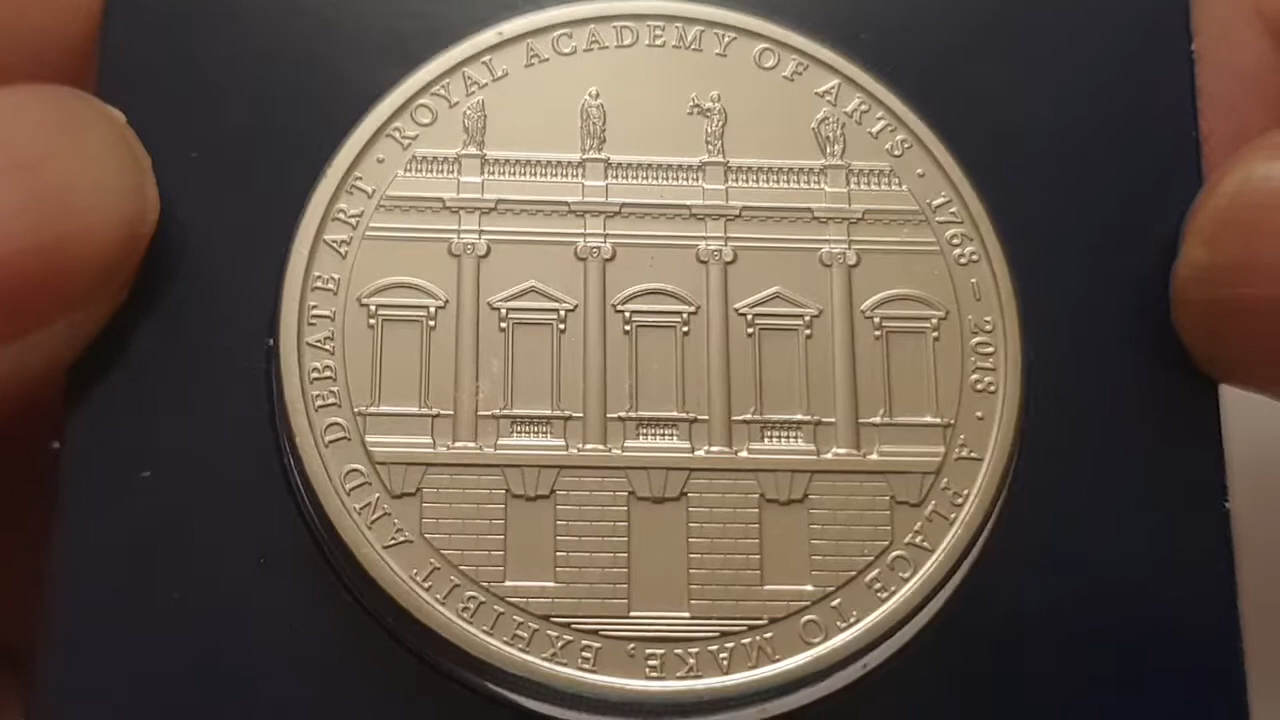 ROYAL ACADEMY OF ARTS · 1768 – 2018 · A PLACE TO MAKE, EXHIBIT AND DEBATE ART ·